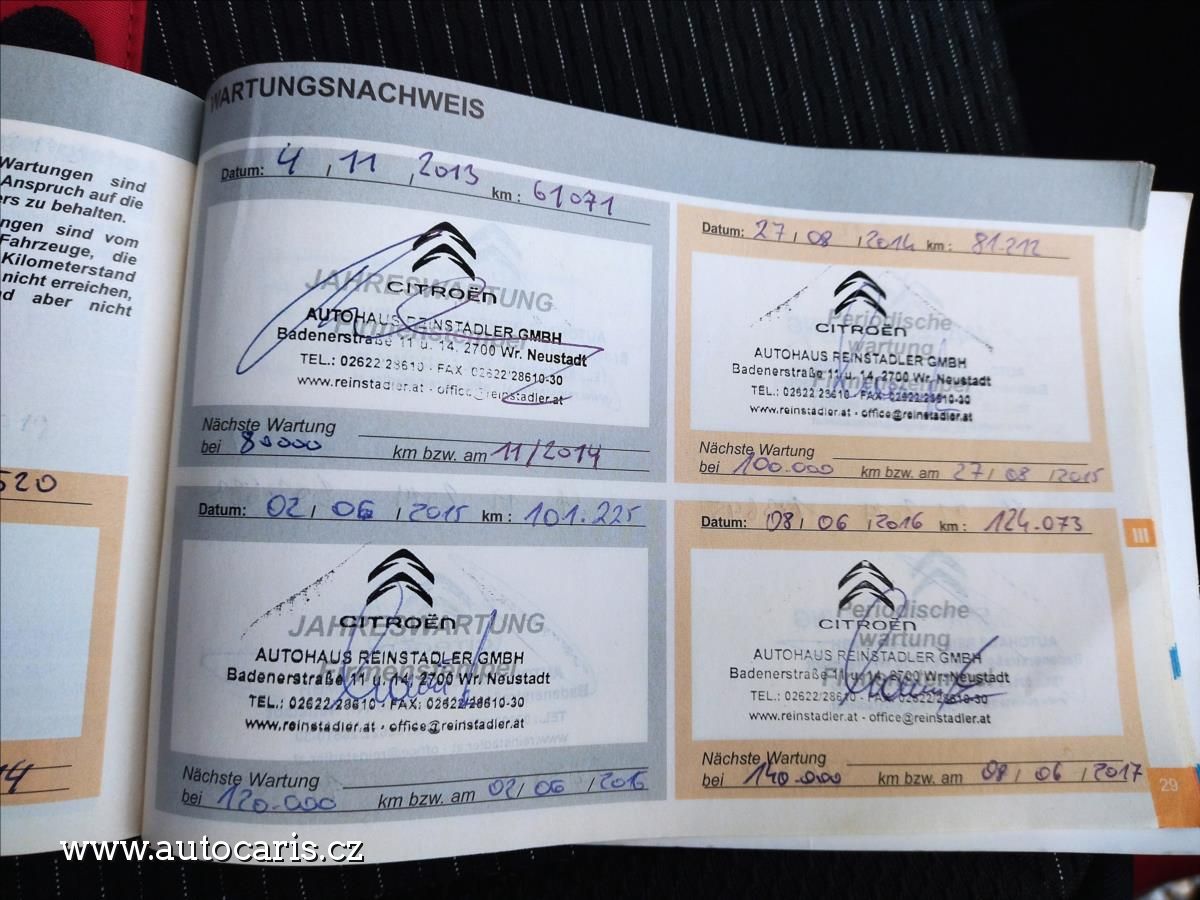 WARTUNGSNACHWEIS
Wartungen sind
Anspruch auf die
zu behalten.
sind vom
Fahrzeuge, die
Kilometerstand
nicht erreichen,
aber nicht
520
Datum: 4 , 11 , 2013 km : 61071
JAHRESWARTUNG
Firmenstempel
CITROËN
AUTOHAUS REINSTADLER GMBH
Badenerstraße 11 u. 14, 2700 Wr. Neustadt
TEL.: 02622 28610 - FAX 02622/28610-30
www.reinstadler.at - office@reinstadler.at
Nächste Wartung
bei 80000 km bzw. am 11/2014
Datum: 27 / 08 / 2014 km : 81.212
Periodische
wartung
Firmenstempel
CITROËN
AUTOHAUS REINSTADLER GMBH
Badenerstraße 11 u. 14, 2700 Wr. Neustadt
TEL.: 02622 28610 - FAX: 02622/28610-30
www.reinstadler.at - office@reinstadler.at
Nächste Wartung
bei 100.000 km bzw. am 27 / 08 / 2015
Datum: 02 / 06 / 2015 km : 101.225
JAHRESWARTUNG
Firmenstempel
CITROËN
AUTOHAUS REINSTADLER GMBH
Badenerstraße 11 u. 14, 2700 Wr. Neustadt
TEL.: 02622/28610 - FAX: 02622/28610-30
www.reinstadler.at - office@reinstadler.at
Nächste Wartung
bei 120.000 km bzw. am 02/ 06 / 2016
Datum: 08 / 06 / 2016 km : 124.073
Periodische
wartung
Firmenstempel
CITROËN
AUTOHAUS REINSTADLER GMBH
Badenerstraße 11 u. 14, 2700 Wr. Neustadt
TEL.: 02622/28610 - FAX: 02622/28610-30
www.reinstadler.at - office@reinstadler.at
Nächste Wartung
bei 140.000 km bzw. am 08 / 06 / 2017
III
29
www.autocaris.cz